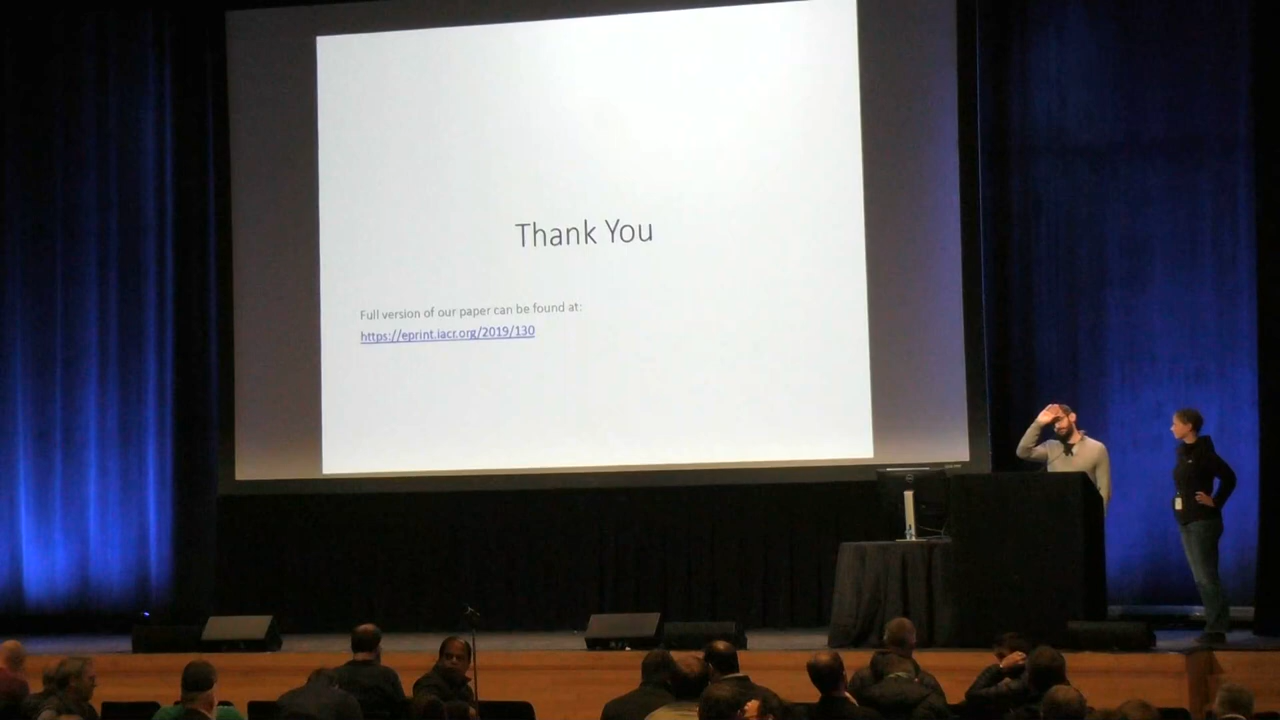 Thank You
Full version of our paper can be found at:
https://eprint.iacr.org/2019/130